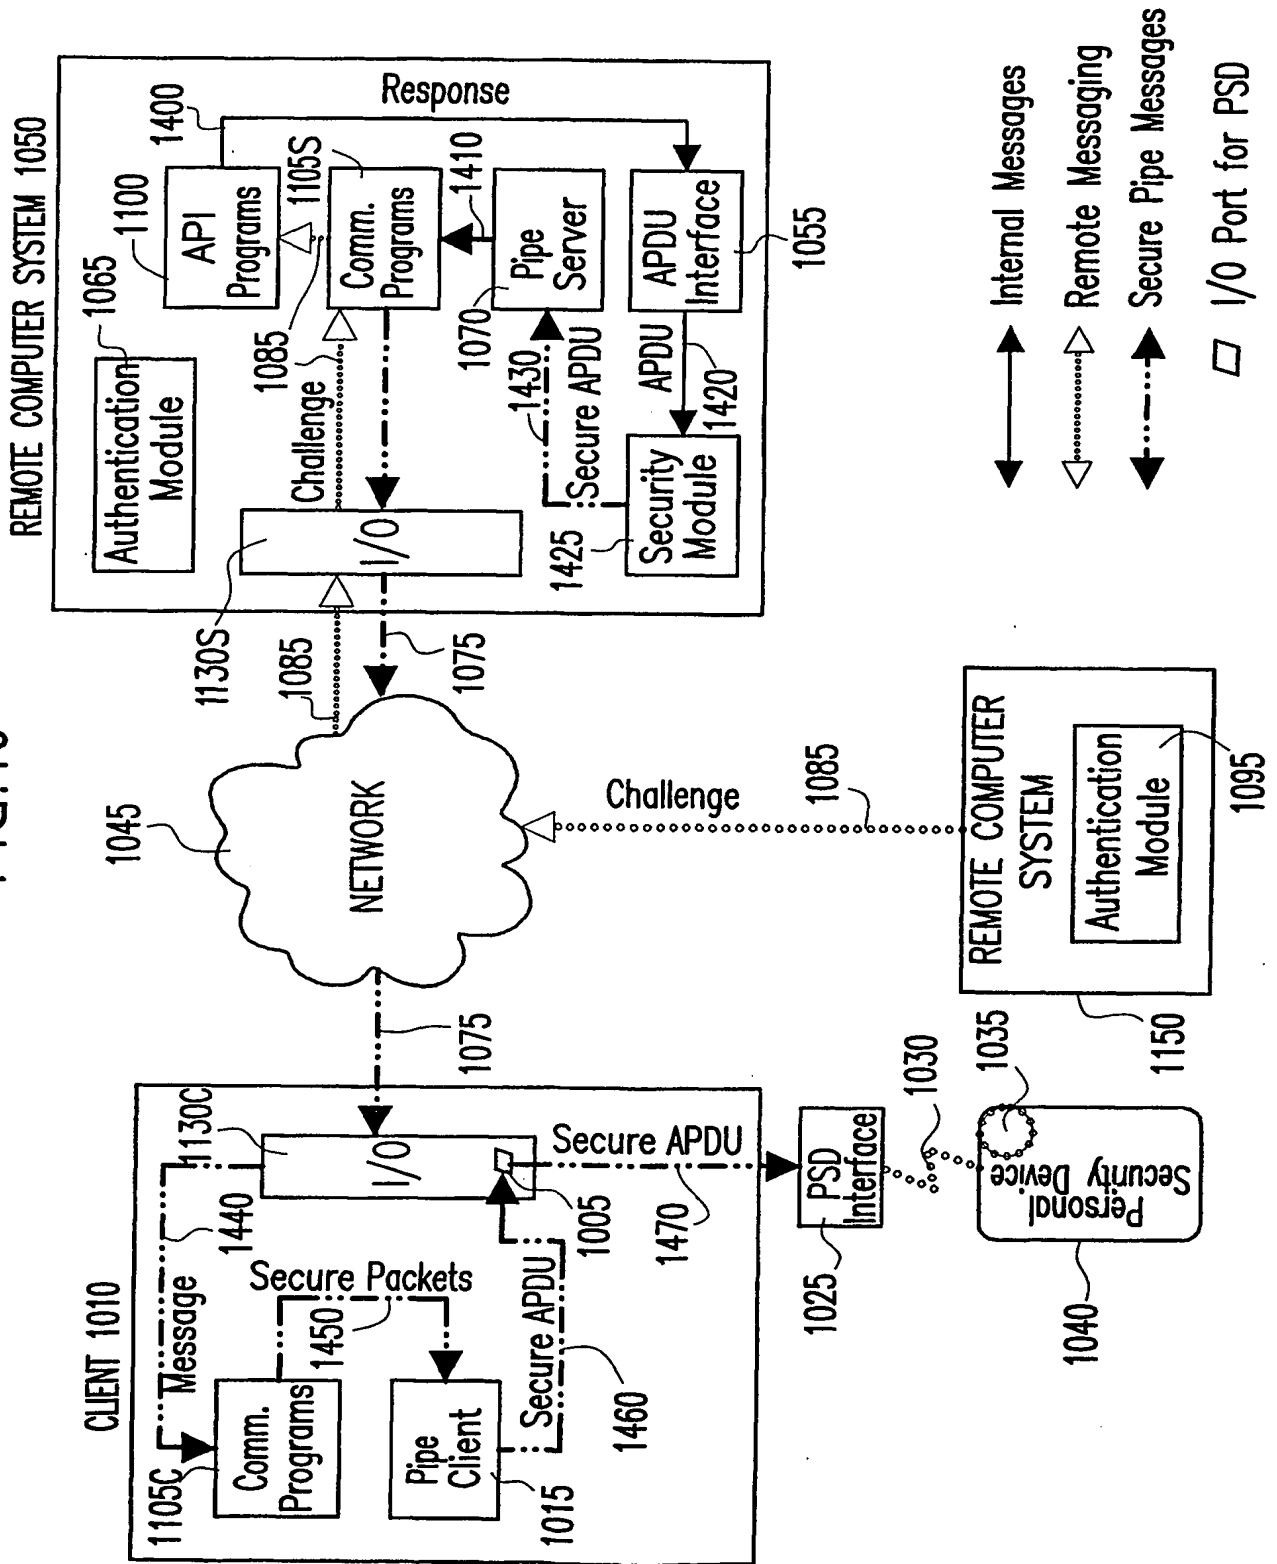 CLIENT 1010
1105C
Message
1440
1130C
Comm.
Programs
Secure Packets
1450
I/O
Pipe
Client
1015
Secure APDU
1460
1005
Secure APDU
1470
1075
1045
NETWORK
REMOTE COMPUTER SYSTEM 1050
Authentication
Module
1065
1100
API
Programs
1400
Response
1130S
1085
1075
I/O
Challenge
1085
1105S
Comm.
Programs
1410
1430
Secure APDU
1070
Pipe
Server
1425
Security
Module
APDU
1420
APDU
Interface
1055
1025
PSD
Interface
1030
1035
Personal
Security Device
1040
Challenge
1085
REMOTE COMPUTER
SYSTEM
Authentication
Module
1095
1150
Internal Messages
Remote Messaging
Secure Pipe Messages
I/O Port for PSD